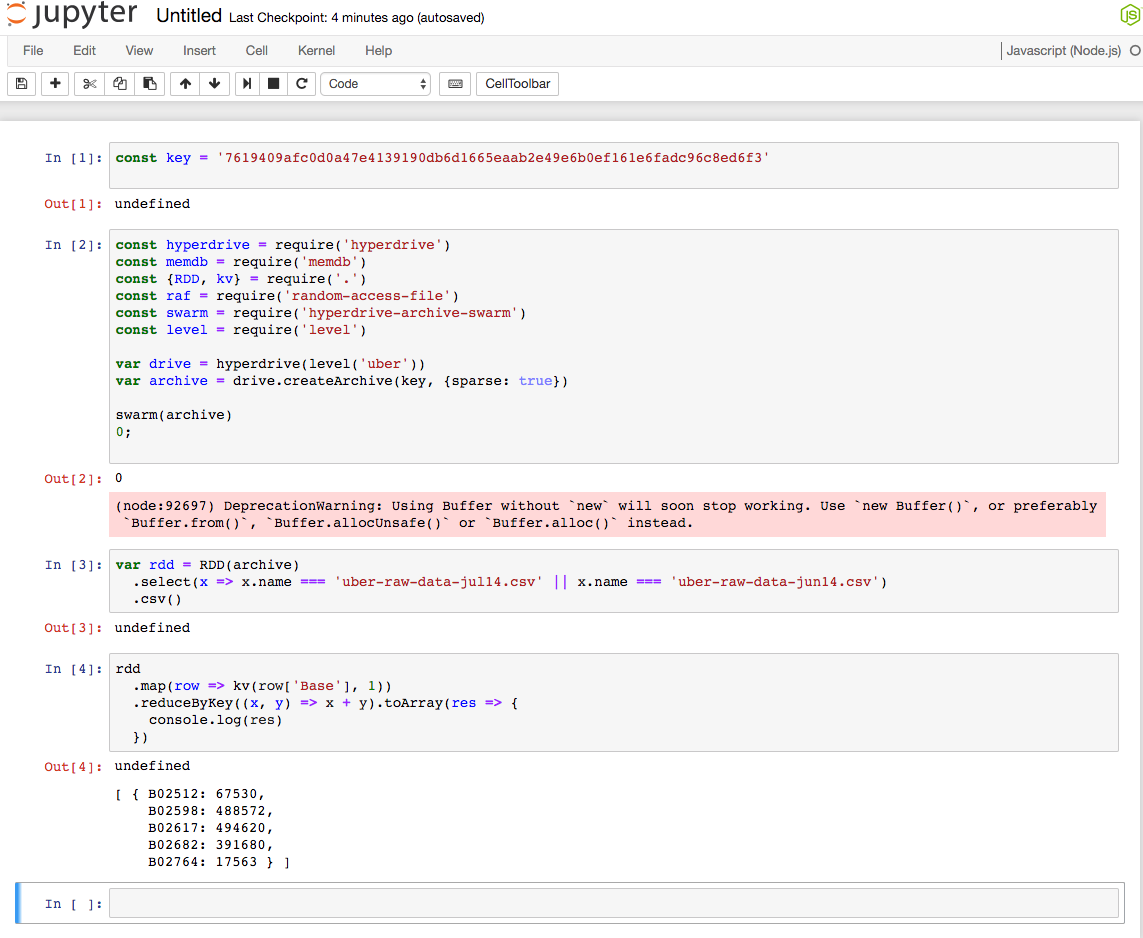 jupyter Untitled Last Checkpoint: 4 minutes ago (autosaved) JS
File Edit View Insert Cell Kernel Help Javascript (Node.js)
Code CellToolbar
In [1]: const key = '7619409afc0d0a47e4139190db6d1665eaab2e49e6b0ef161e6fadc96c8ed6f3'
Out[1]: undefined
In [2]: const hyperdrive = require('hyperdrive')
const memdb = require('memdb')
const {RDD, kv} = require('.')
const raf = require('random-access-file')
const swarm = require('hyperdrive-archive-swarm')
const level = require('level')
var drive = hyperdrive(level('uber'))
var archive = drive.createArchive(key, {sparse: true})
swarm(archive)
0;
Out[2]: 0
(node:92697) DeprecationWarning: Using Buffer without `new` will soon stop working. Use `new Buffer()`, or preferably
`Buffer.from()`, `Buffer.allocUnsafe()` or `Buffer.alloc()` instead.
In [3]: var rdd = RDD(archive)
.select(x => x.name === 'uber-raw-data-jul14.csv' || x.name === 'uber-raw-data-jun14.csv')
.csv()
Out[3]: undefined
In [4]: rdd
.map(row => kv(row['Base'], 1))
.reduceByKey((x, y) => x + y).toArray(res => {
console.log(res)
})
Out[4]: undefined
[ { B02512: 67530,
B02598: 488572,
B02617: 494620,
B02682: 391680,
B02764: 17563 } ]
In [ ]: